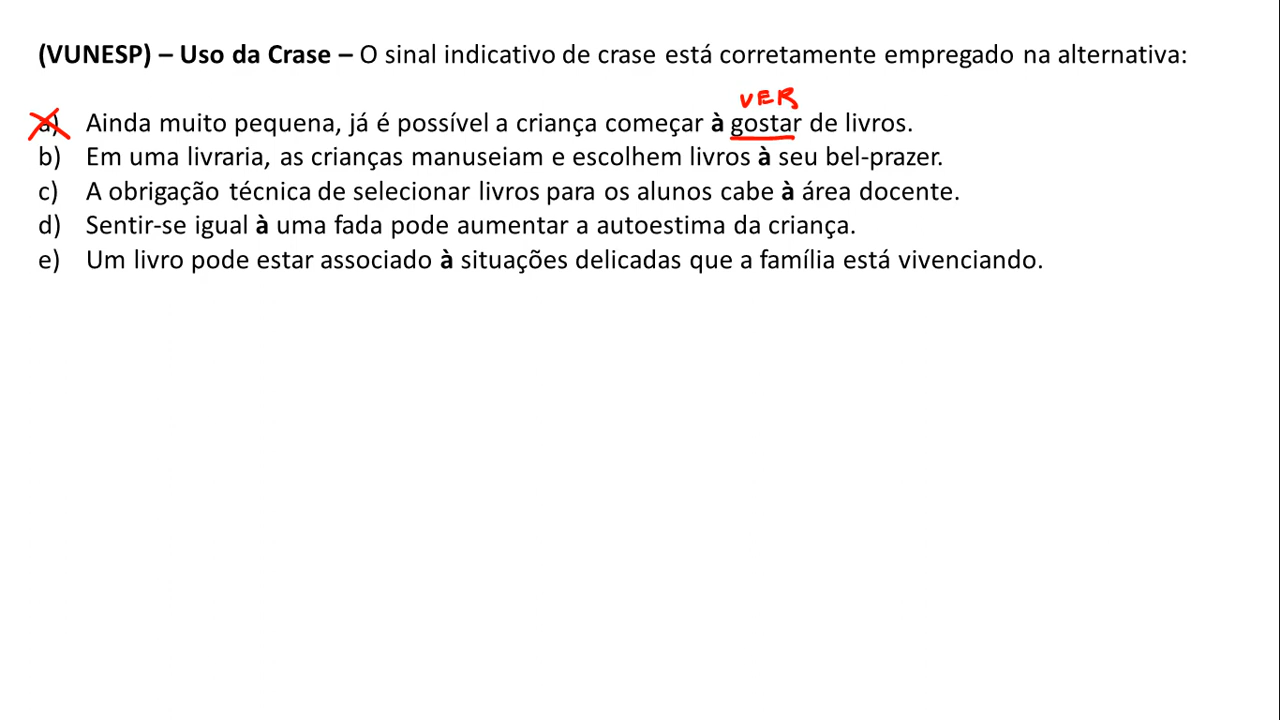 (VUNESP) – Uso da Crase – O sinal indicativo de crase está corretamente empregado na alternativa:
VER
a) Ainda muito pequena, já é possível a criança começar à gostar de livros.
b) Em uma livraria, as crianças manuseiam e escolhem livros à seu bel-prazer.
c) A obrigação técnica de selecionar livros para os alunos cabe à área docente.
d) Sentir-se igual à uma fada pode aumentar a autoestima da criança.
e) Um livro pode estar associado à situações delicadas que a família está vivenciando.